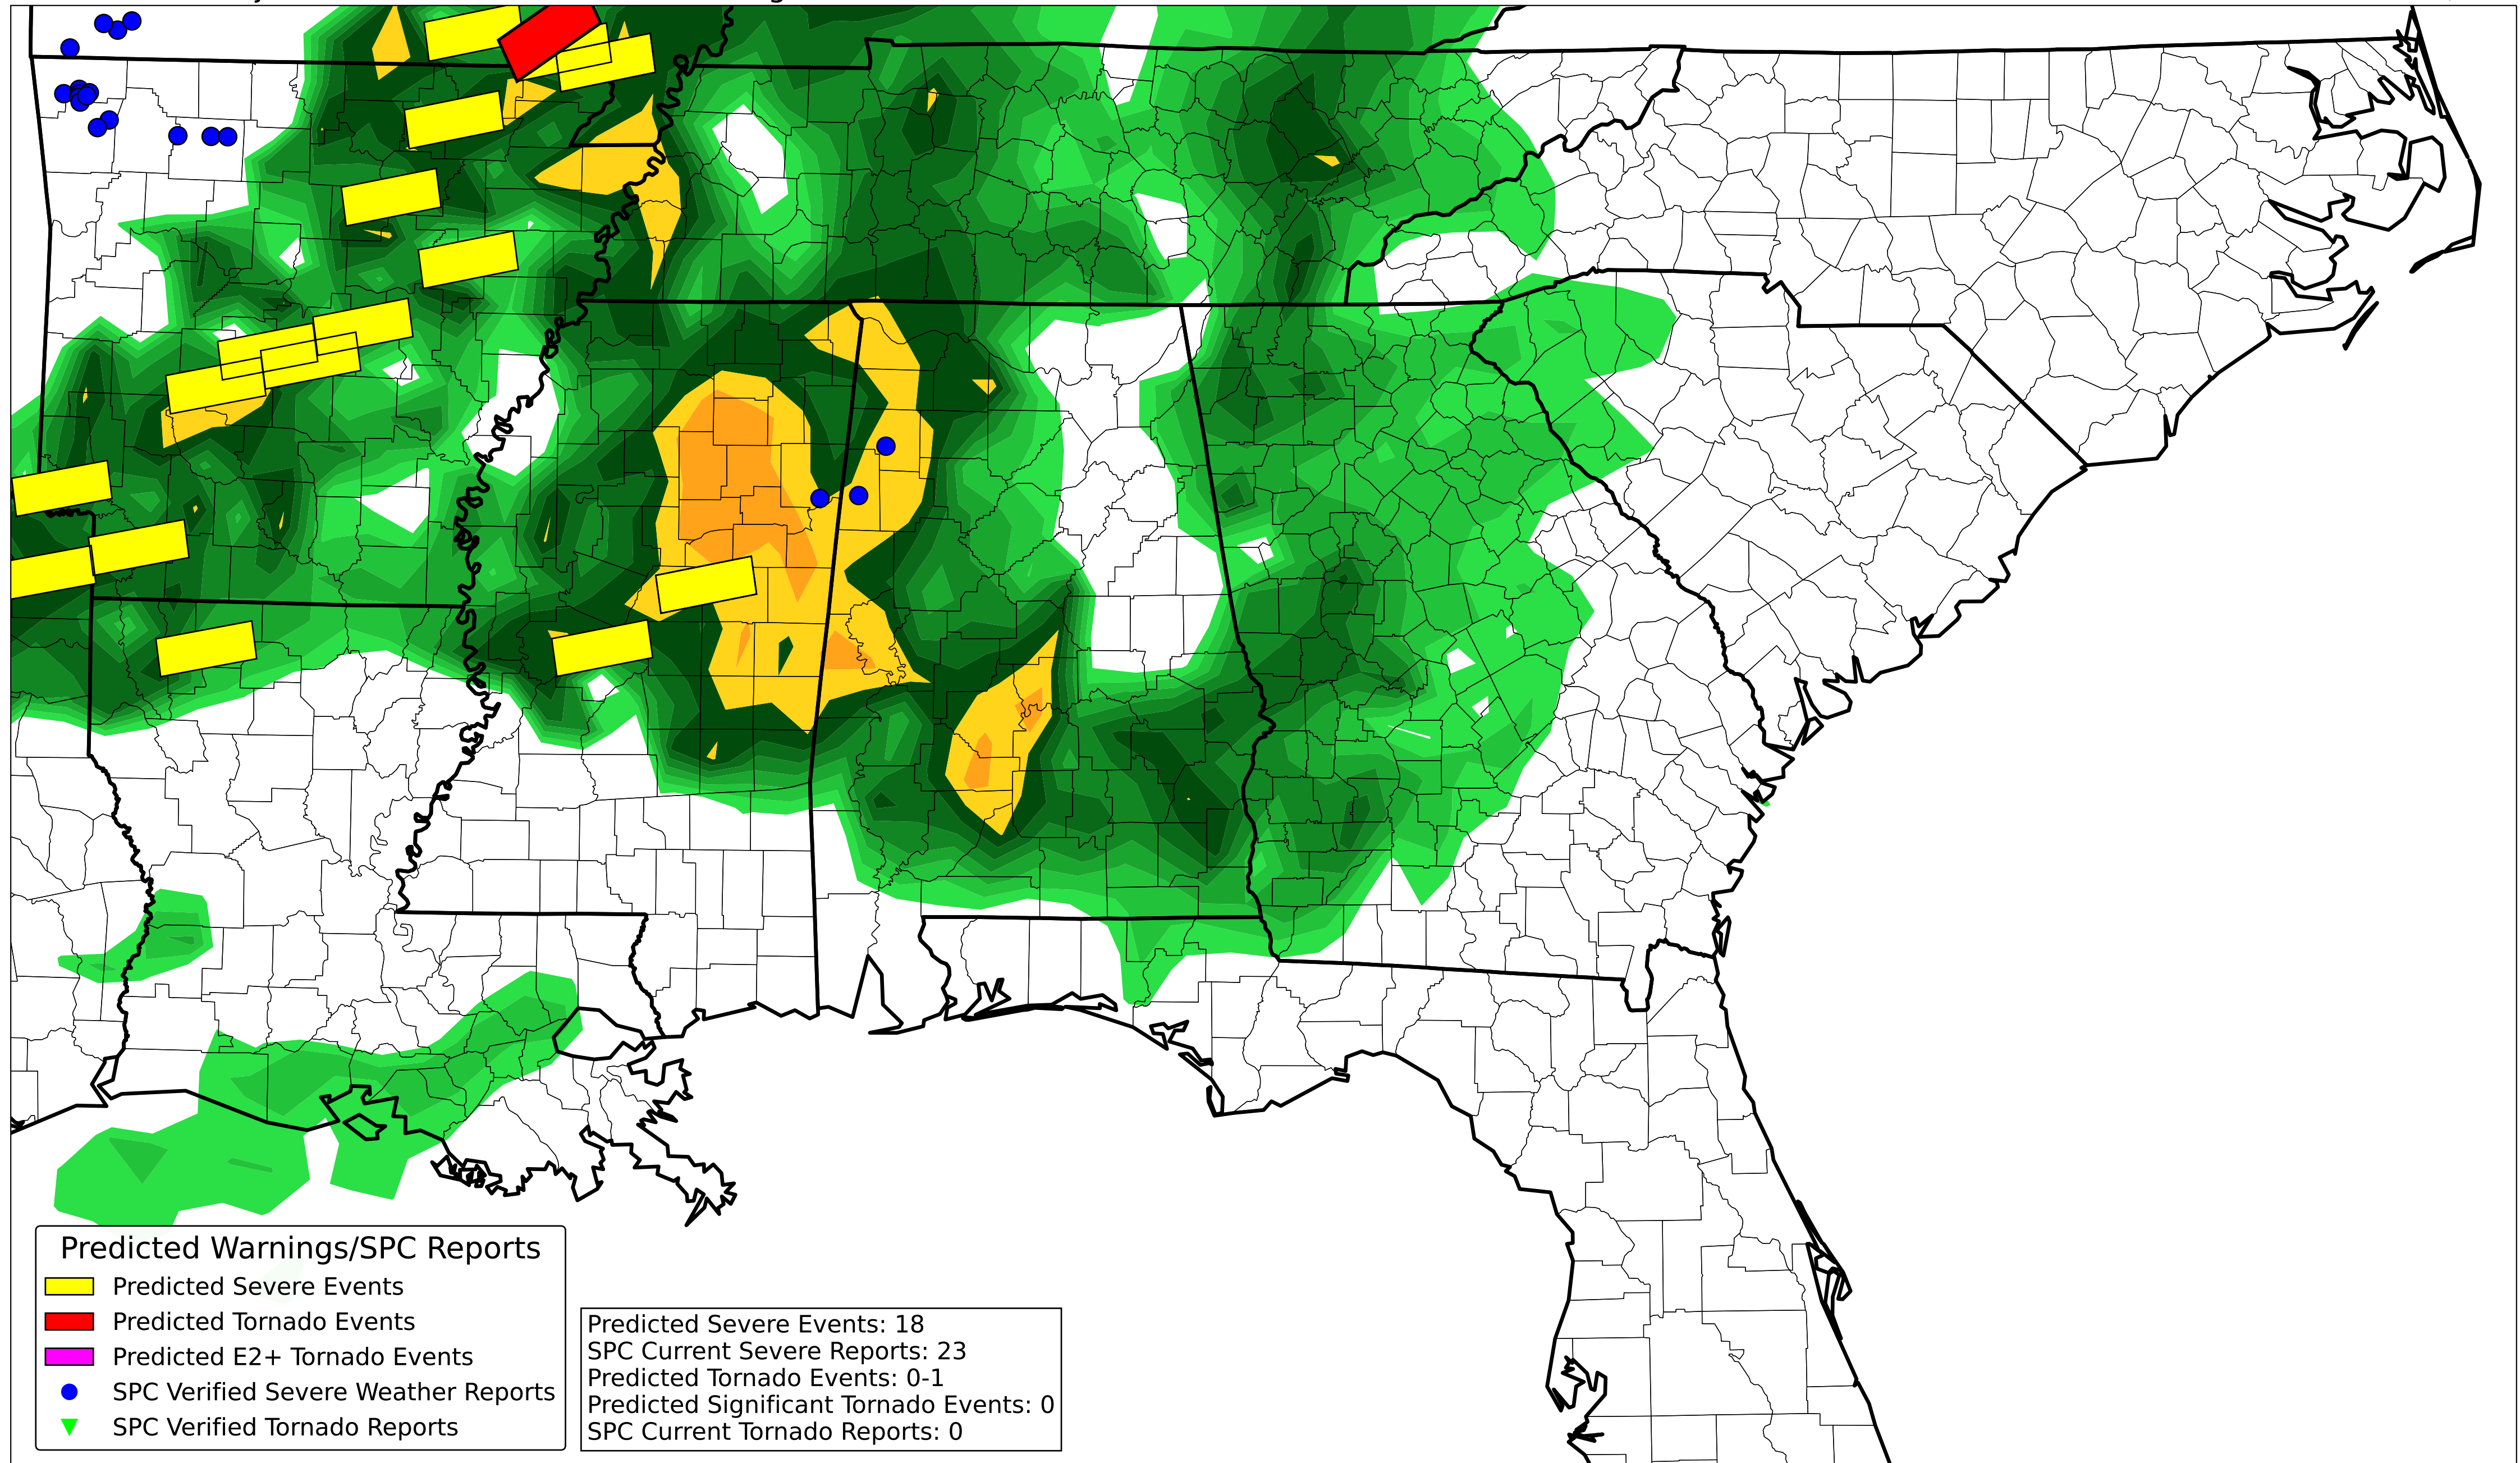 Predicted Warnings/SPC Reports
Predicted Severe Events
Predicted Tornado Events
Predicted E2+ Tornado Events
SPC Verified Severe Weather Reports
SPC Verified Tornado Reports
Predicted Severe Events: 18
SPC Current Severe Reports: 23
Predicted Tornado Events: 0-1
Predicted Significant Tornado Events: 0
SPC Current Tornado Reports: 0